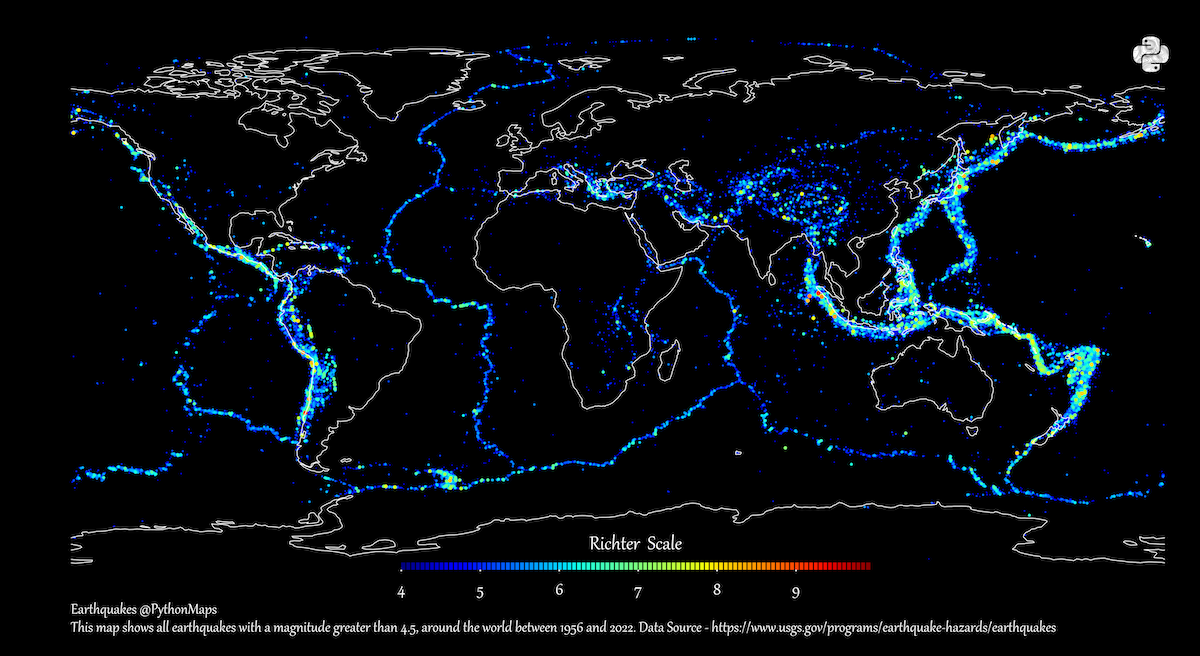 Richter Scale
4 5 6 7 8 9
Earthquakes @PythonMaps
This map shows all earthquakes with a magnitude greater than 4.5, around the world between 1956 and 2022. Data Source - https://www.usgs.gov/programs/earthquake-hazards/earthquakes